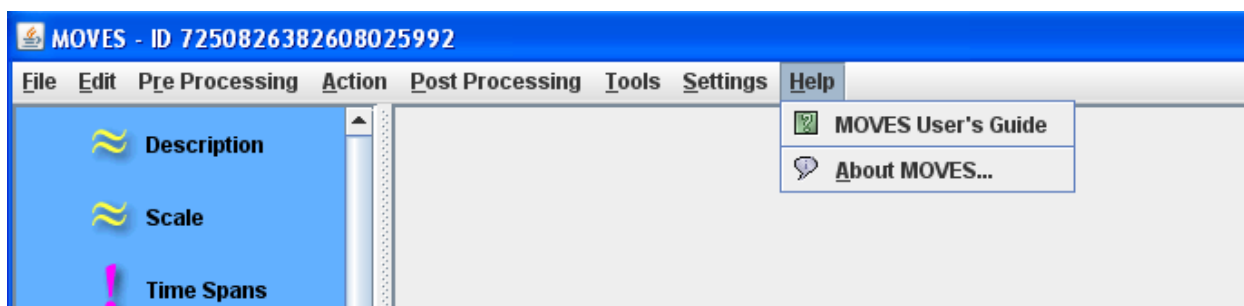 MOVES - ID 7250826382608025992
File Edit Pre Processing Action Post Processing Tools Settings Help
MOVES User's Guide
About MOVES...
Description
Scale
Time Spans